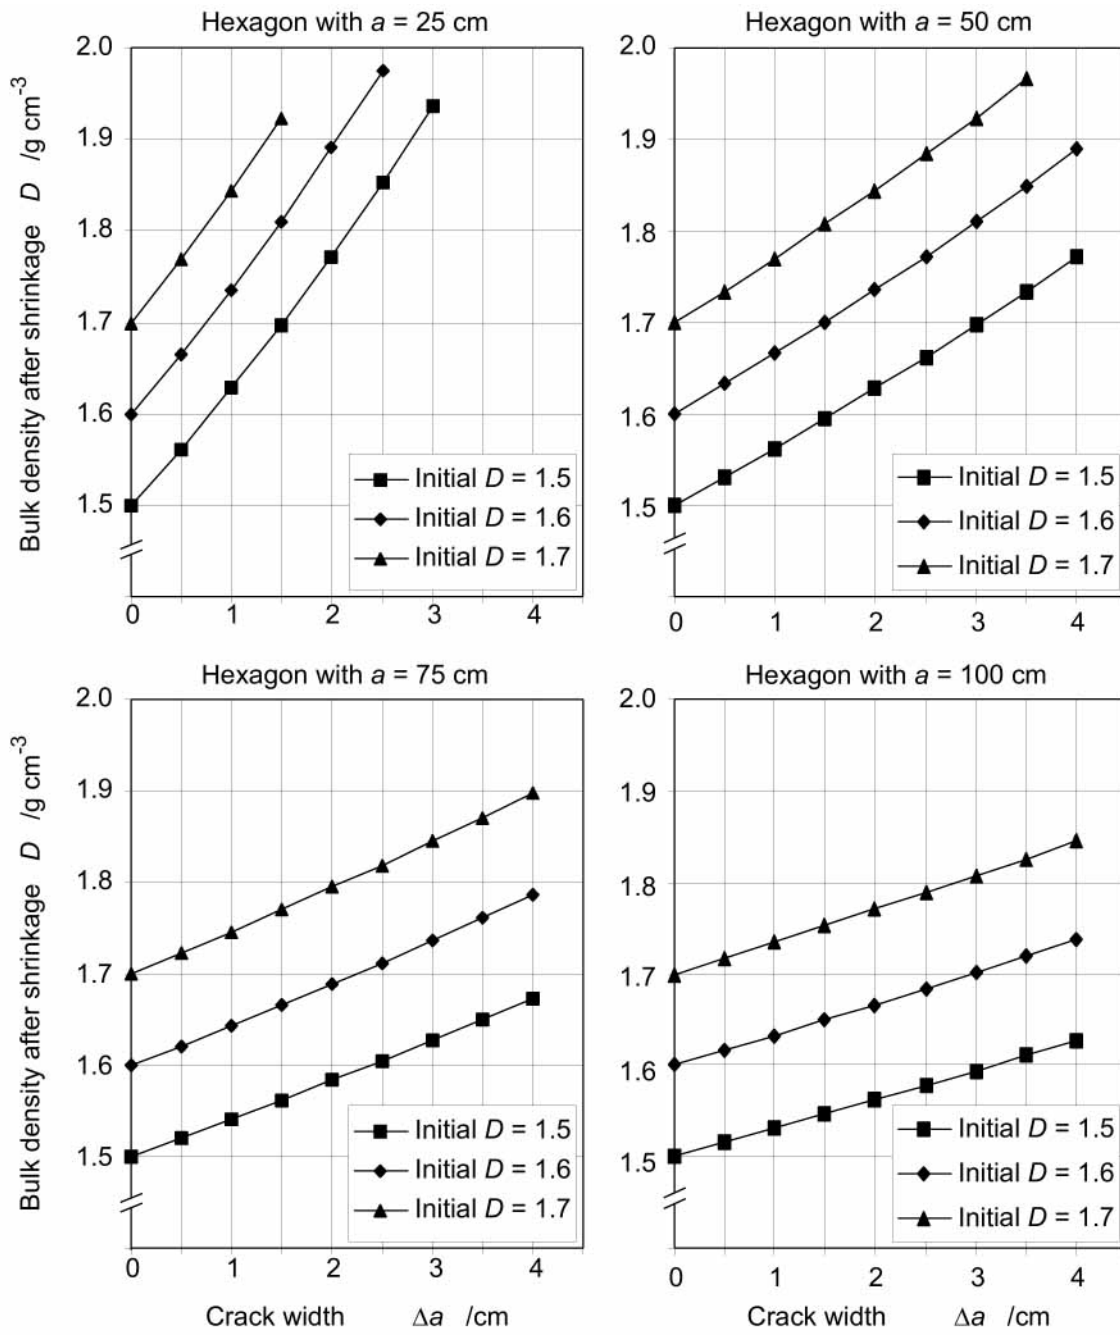 Hexagon with a = 25 cm
2.0
1.9
1.8
1.7
1.6
1.5
Bulk density after shrinkage D /g cm-3
Initial D = 1.5
Initial D = 1.6
Initial D = 1.7
0 1 2 3 4
Hexagon with a = 50 cm
2.0
1.9
1.8
1.7
1.6
1.5
Initial D = 1.5
Initial D = 1.6
Initial D = 1.7
0 1 2 3 4
Hexagon with a = 75 cm
2.0
1.9
1.8
1.7
1.6
1.5
Bulk density after shrinkage D /g cm-3
Initial D = 1.5
Initial D = 1.6
Initial D = 1.7
0 1 2 3 4
Crack width Δa /cm
Hexagon with a = 100 cm
2.0
1.9
1.8
1.7
1.6
1.5
Initial D = 1.5
Initial D = 1.6
Initial D = 1.7
0 1 2 3 4
Crack width Δa /cm